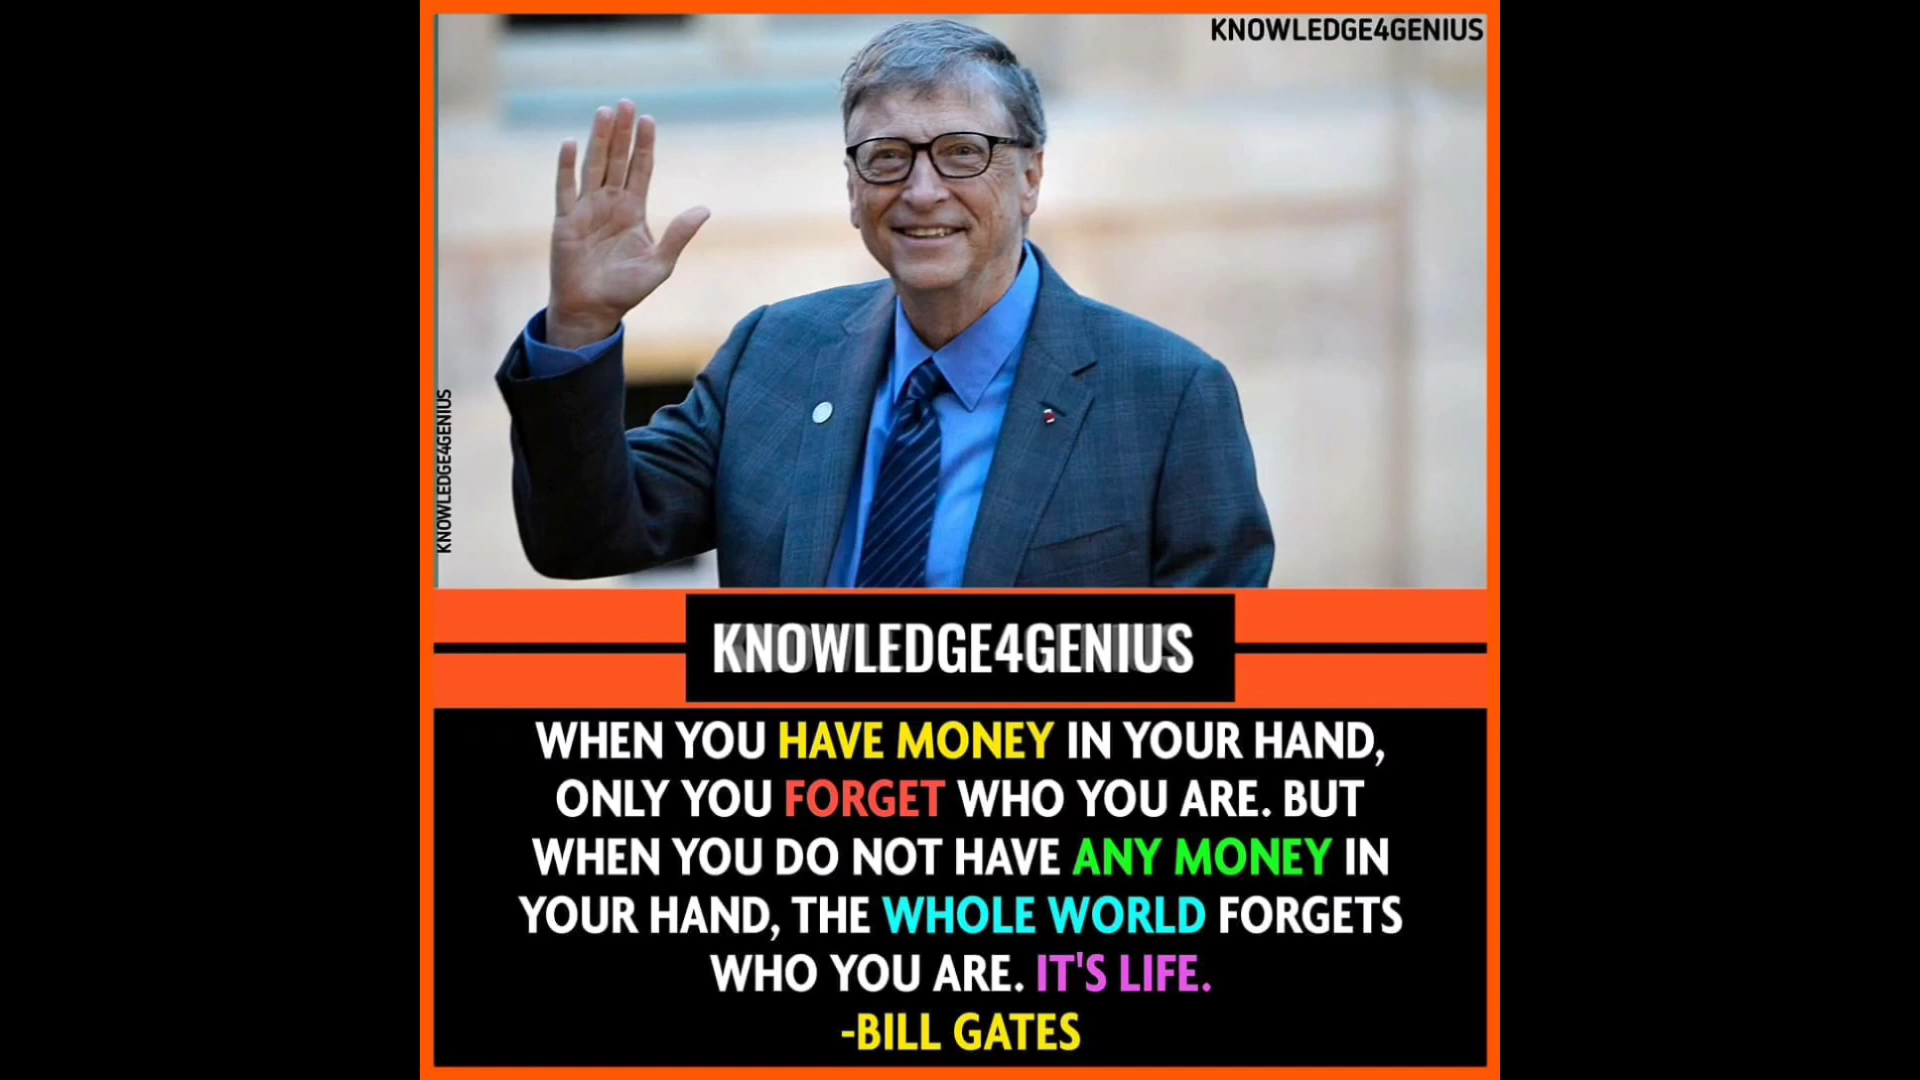 KNOWLEDGE4GENIUS
KNOWLEDGE4GENIUS
KNOWLEDGE4GENIUS
WHEN YOU HAVE MONEY IN YOUR HAND,
ONLY YOU FORGET WHO YOU ARE. BUT
WHEN YOU DO NOT HAVE ANY MONEY IN
YOUR HAND, THE WHOLE WORLD FORGETS
WHO YOU ARE. IT'S LIFE.
-BILL GATES